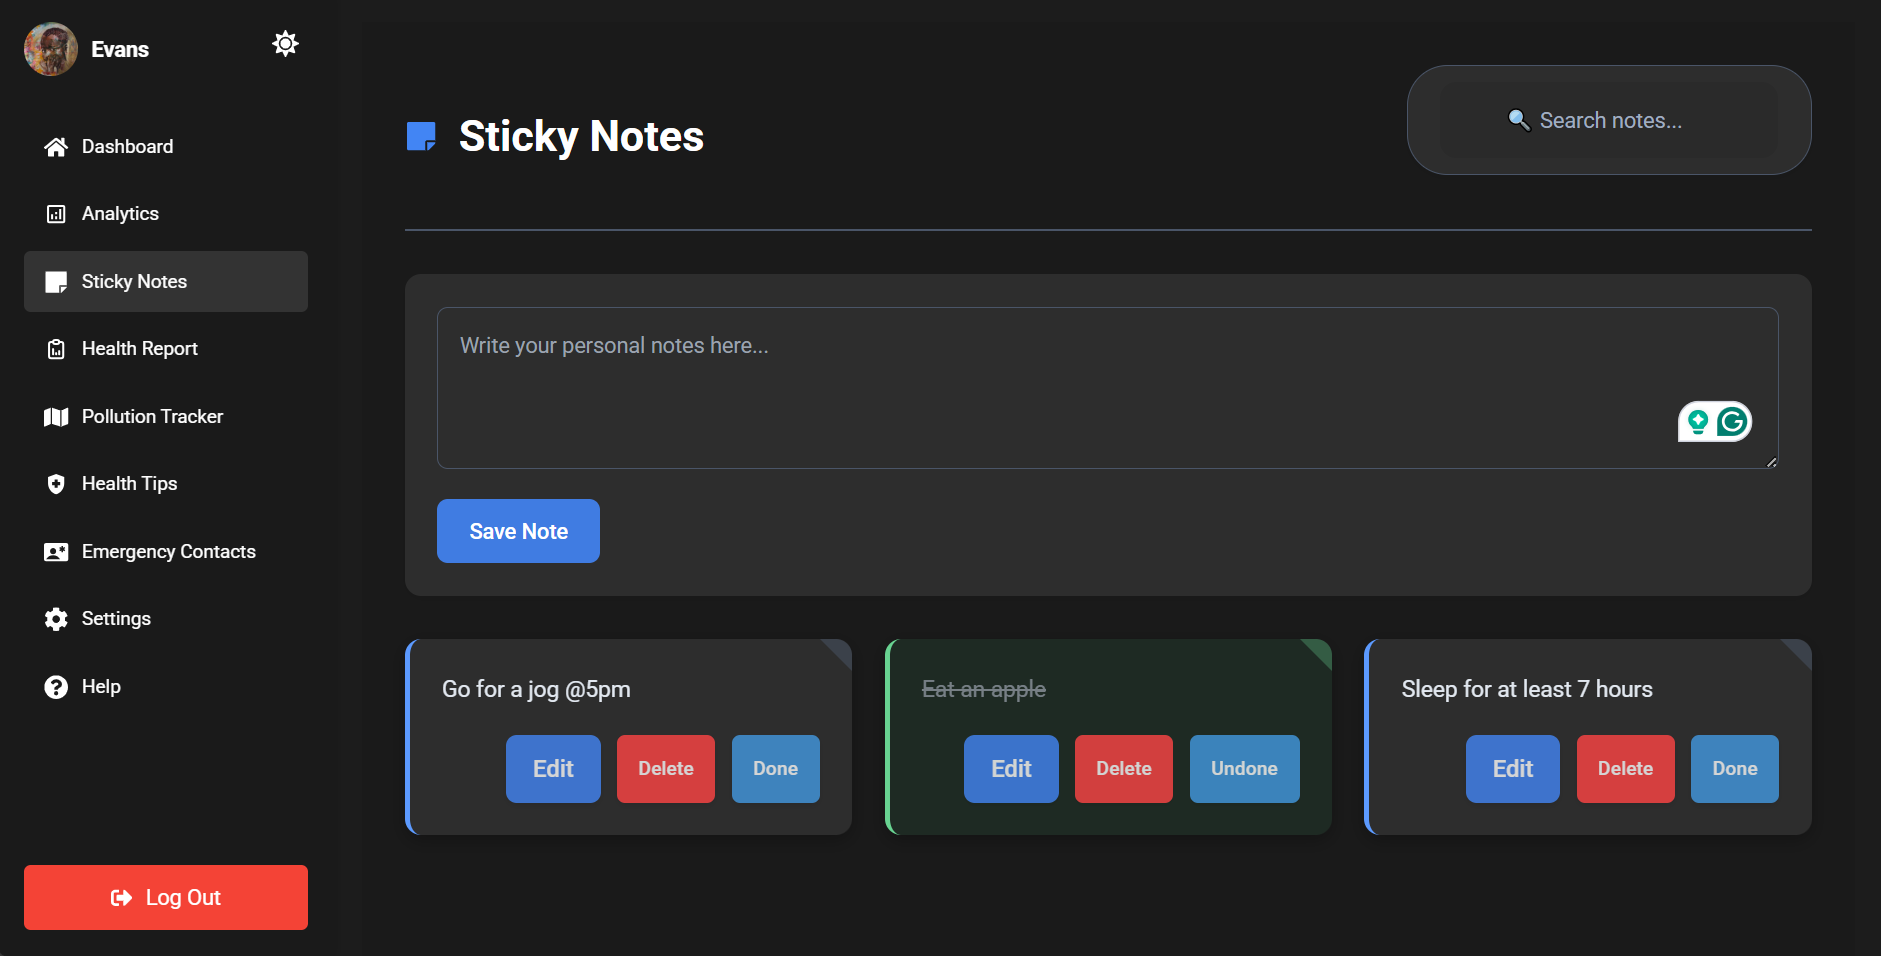 Evans
Dashboard
Analytics
Sticky Notes
Health Report
Pollution Tracker
Health Tips
Emergency Contacts
Settings
Help
Log Out
Sticky Notes
🔍 Search notes...
Write your personal notes here...
Save Note
Go for a jog @5pm
Edit Delete Done
Eat an apple
Edit Delete Undone
Sleep for at least 7 hours
Edit Delete Done